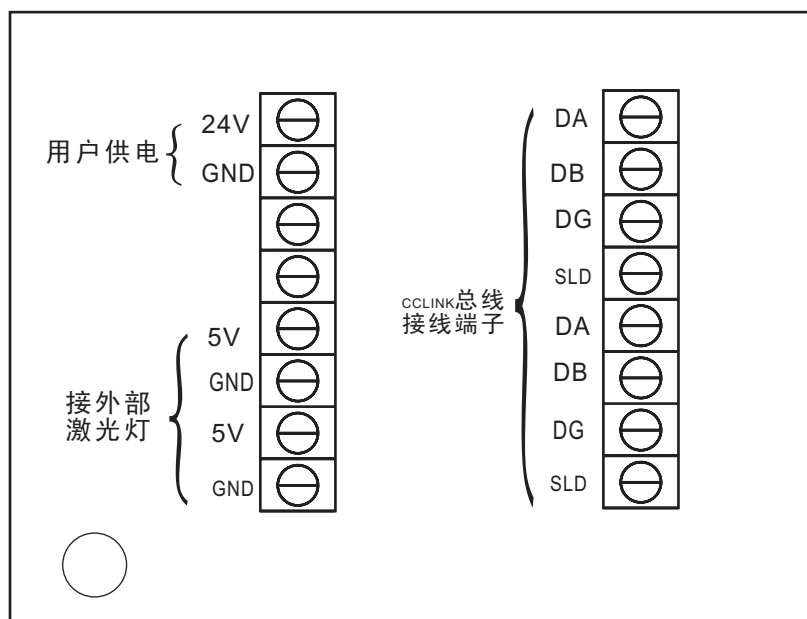 用户供电
24V
GND
5V
GND
5V
GND
接外部
激光灯
CCLINK总线
接线端子
DA
DB
DG
SLD
DA
DB
DG
SLD